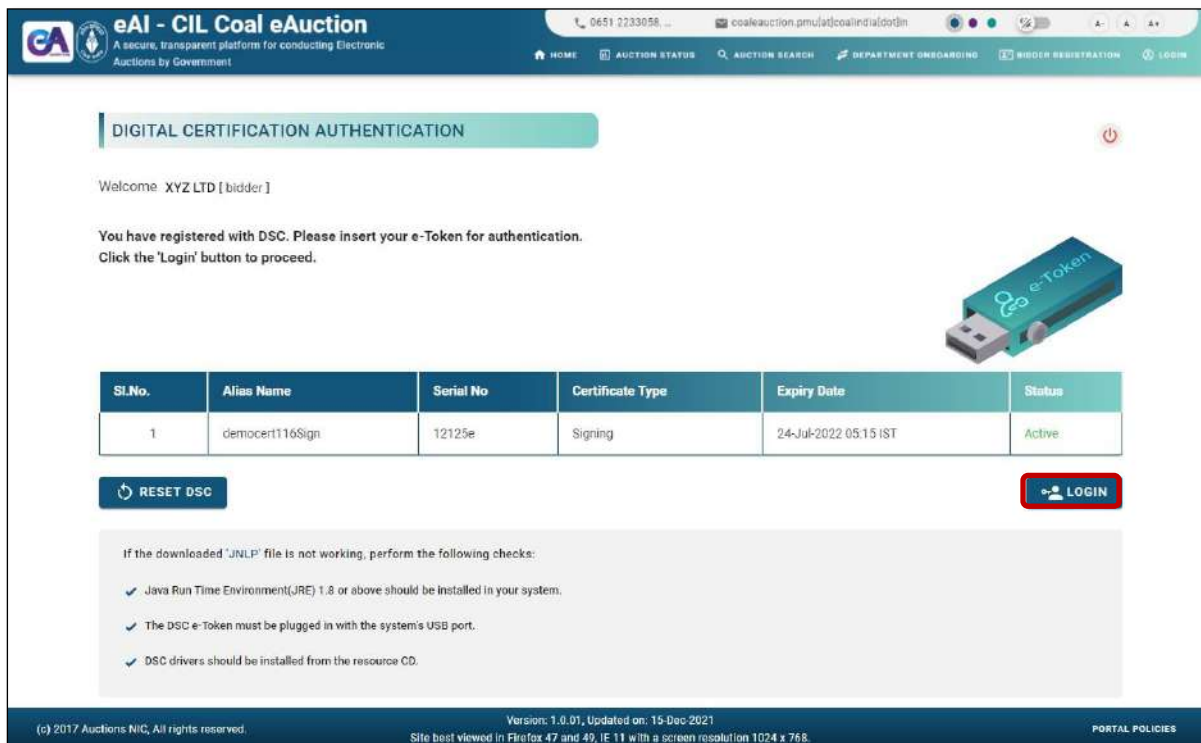 eA
eAI - CIL Coal eAuction
A secure, transparent platform for conducting Electronic
Auctions by Government
0651 2233058, ...
coaleauction.pmu[at]coalindia[dot]in
A- A A+
HOME AUCTION STATUS AUCTION SEARCH DEPARTMENT ONBOARDING BIDDER REGISTRATION LOGIN
DIGITAL CERTIFICATION AUTHENTICATION
Welcome XYZ LTD [ bidder ]
You have registered with DSC. Please insert your e-Token for authentication.
Click the 'Login' button to proceed.
e-Token
Sl.No. Alias Name Serial No Certificate Type Expiry Date Status
1 democert116Sign 12125e Signing 24-Jul-2022 05:15 IST Active
RESET DSC
LOGIN
If the downloaded 'JNLP' file is not working, perform the following checks:
Java Run Time Environment(JRE) 1.8 or above should be installed in your system.
The DSC e-Token must be plugged in with the system's USB port.
DSC drivers should be installed from the resource CD.
(c) 2017 Auctions NIC, All rights reserved.
Version: 1.0.01, Updated on: 15-Dec-2021
Site best viewed in Firefox 47 and 49, IE 11 with a screen resolution 1024 x 768.
PORTAL POLICIES